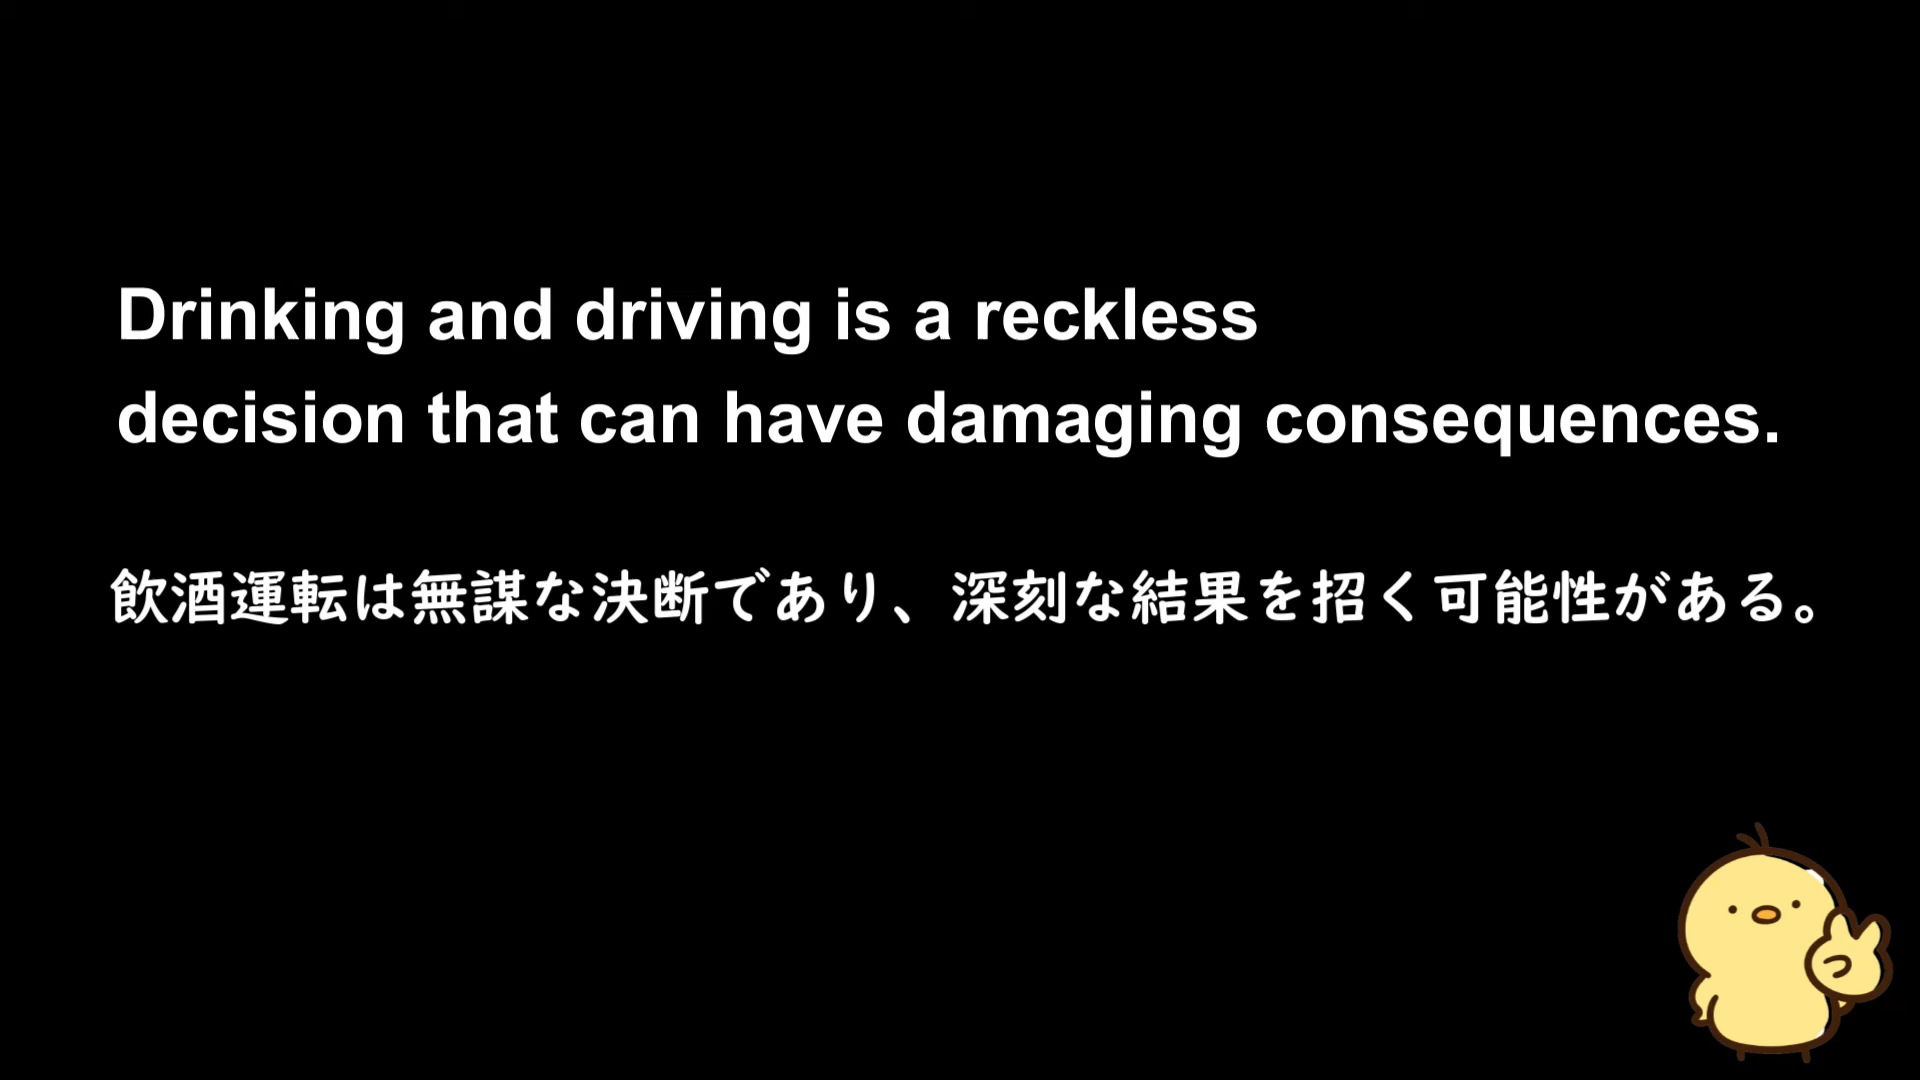 Drinking and driving is a reckless
decision that can have damaging consequences.
飲酒運転は無謀な決断であり、深刻な結果を招く可能性がある。